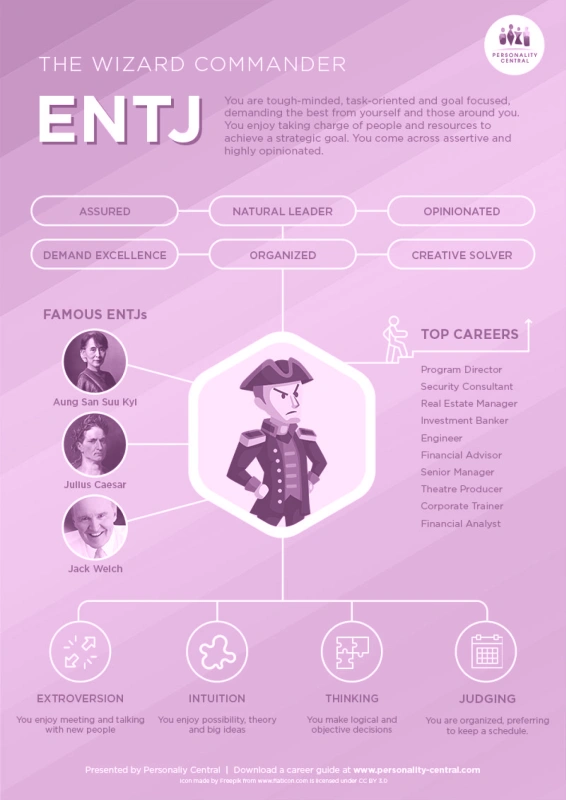 PERSONALITY
CENTRAL
THE WIZARD COMMANDER
ENTJ
You are tough-minded, task-oriented and goal focused,
demanding the best from yourself and those around you.
You enjoy taking charge of people and resources to
achieve a strategic goal. You come across assertive and
highly opinionated.
ASSURED
NATURAL LEADER
OPINIONATED
DEMAND EXCELLENCE
ORGANIZED
CREATIVE SOLVER
FAMOUS ENTJs
Aung San Suu Kyi
Julius Caesar
Jack Welch
TOP CAREERS
Program Director
Security Consultant
Real Estate Manager
Investment Banker
Engineer
Financial Advisor
Senior Manager
Theatre Producer
Corporate Trainer
Financial Analyst
EXTROVERSION
You enjoy meeting and talking
with new people
INTUITION
You enjoy possibility, theory
and big ideas
THINKING
You make logical and
objective decisions
JUDGING
You are organized, preferring
to keep a schedule.
Presented by Personally Central | Download a career guide at www.personality-central.com
Icon made by Freepik from www.flaticon.com is licensed under CC BY 3.0